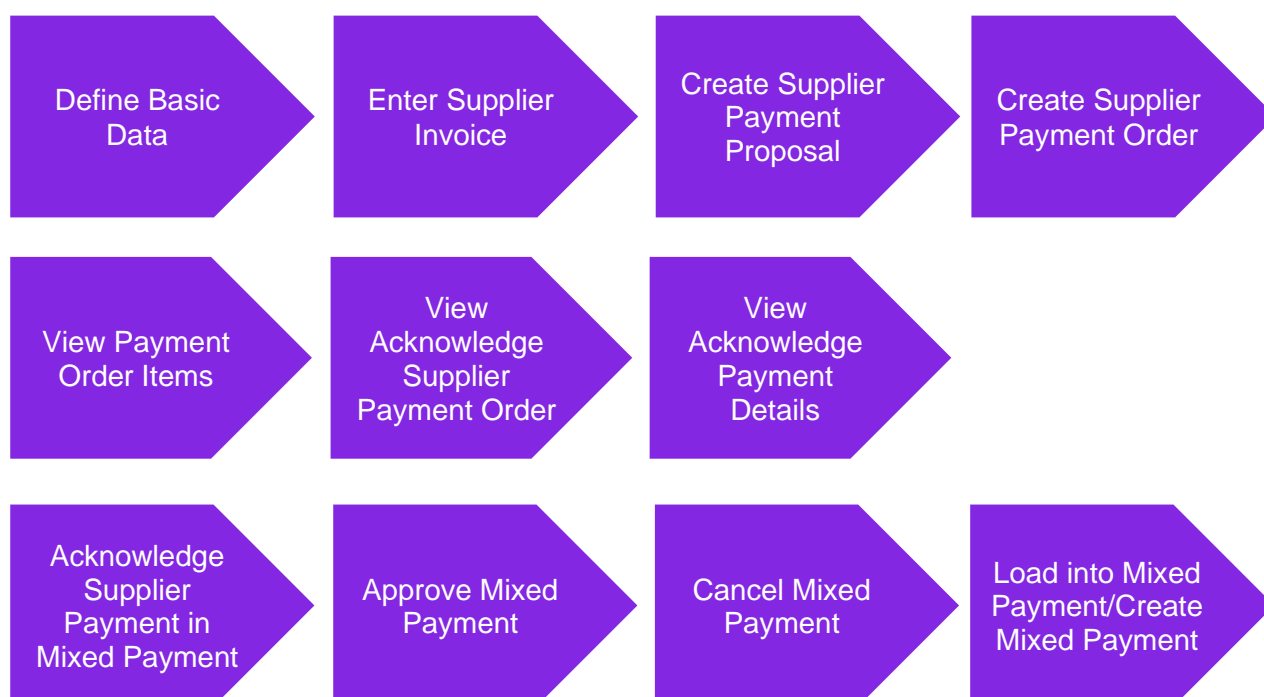 Define Basic
Data
Enter Supplier
Invoice
Create Supplier
Payment
Proposal
Create Supplier
Payment Order
View Payment
Order Items
View
Acknowledge
Supplier
Payment Order
View
Acknowledge
Payment
Details
Acknowledge
Supplier
Payment in
Mixed Payment
Approve Mixed
Payment
Cancel Mixed
Payment
Load into Mixed
Payment/Create
Mixed Payment